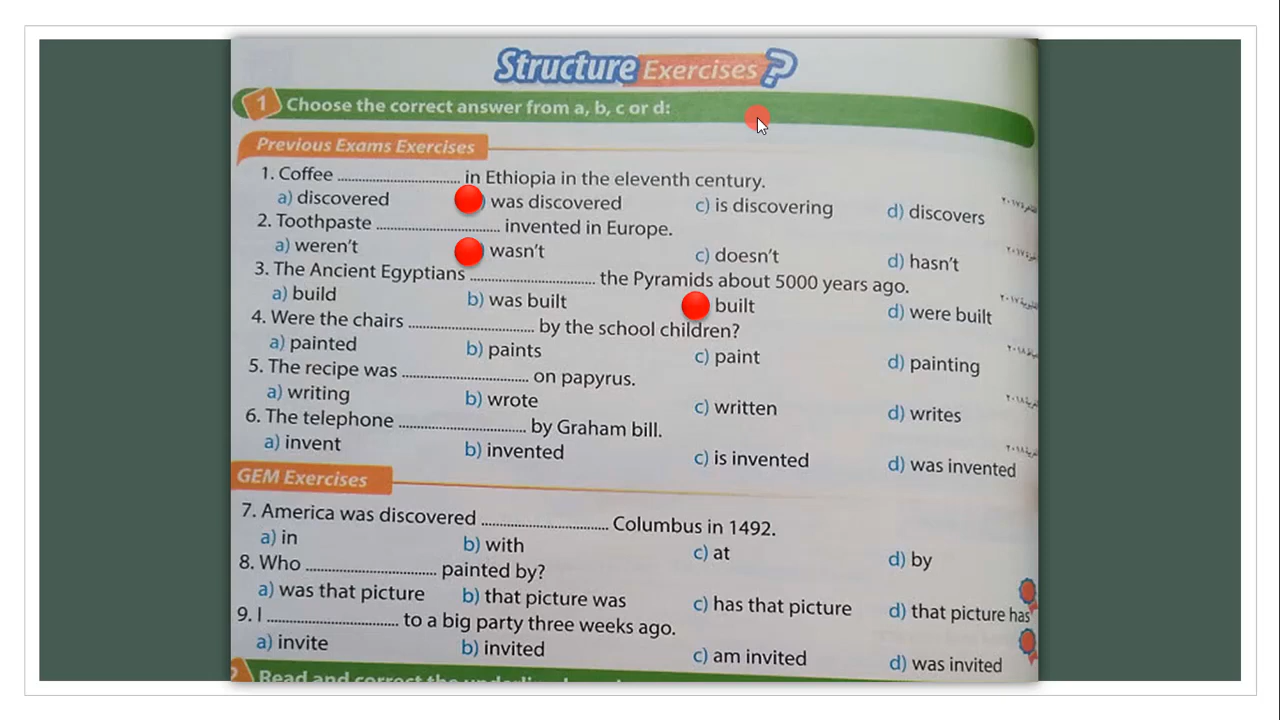 Structure Exercises ?
1 Choose the correct answer from a, b, c or d:
Previous Exams Exercises
1. Coffee .............................. in Ethiopia in the eleventh century.
a) discovered ) was discovered c) is discovering d) discovers
2. Toothpaste .............................. invented in Europe.
a) weren't ) wasn't c) doesn't d) hasn't
3. The Ancient Egyptians .............................. the Pyramids about 5000 years ago.
a) build b) was built built d) were built
4. Were the chairs .............................. by the school children?
a) painted b) paints c) paint d) painting
5. The recipe was .............................. on papyrus.
a) writing b) wrote c) written d) writes
6. The telephone .............................. by Graham bill.
a) invent b) invented c) is invented d) was invented
GEM Exercises
7. America was discovered .............................. Columbus in 1492.
a) in b) with c) at d) by
8. Who .............................. painted by?
a) was that picture b) that picture was c) has that picture d) that picture has
9. I .............................. to a big party three weeks ago.
a) invite b) invited c) am invited d) was invited
Read and correct the